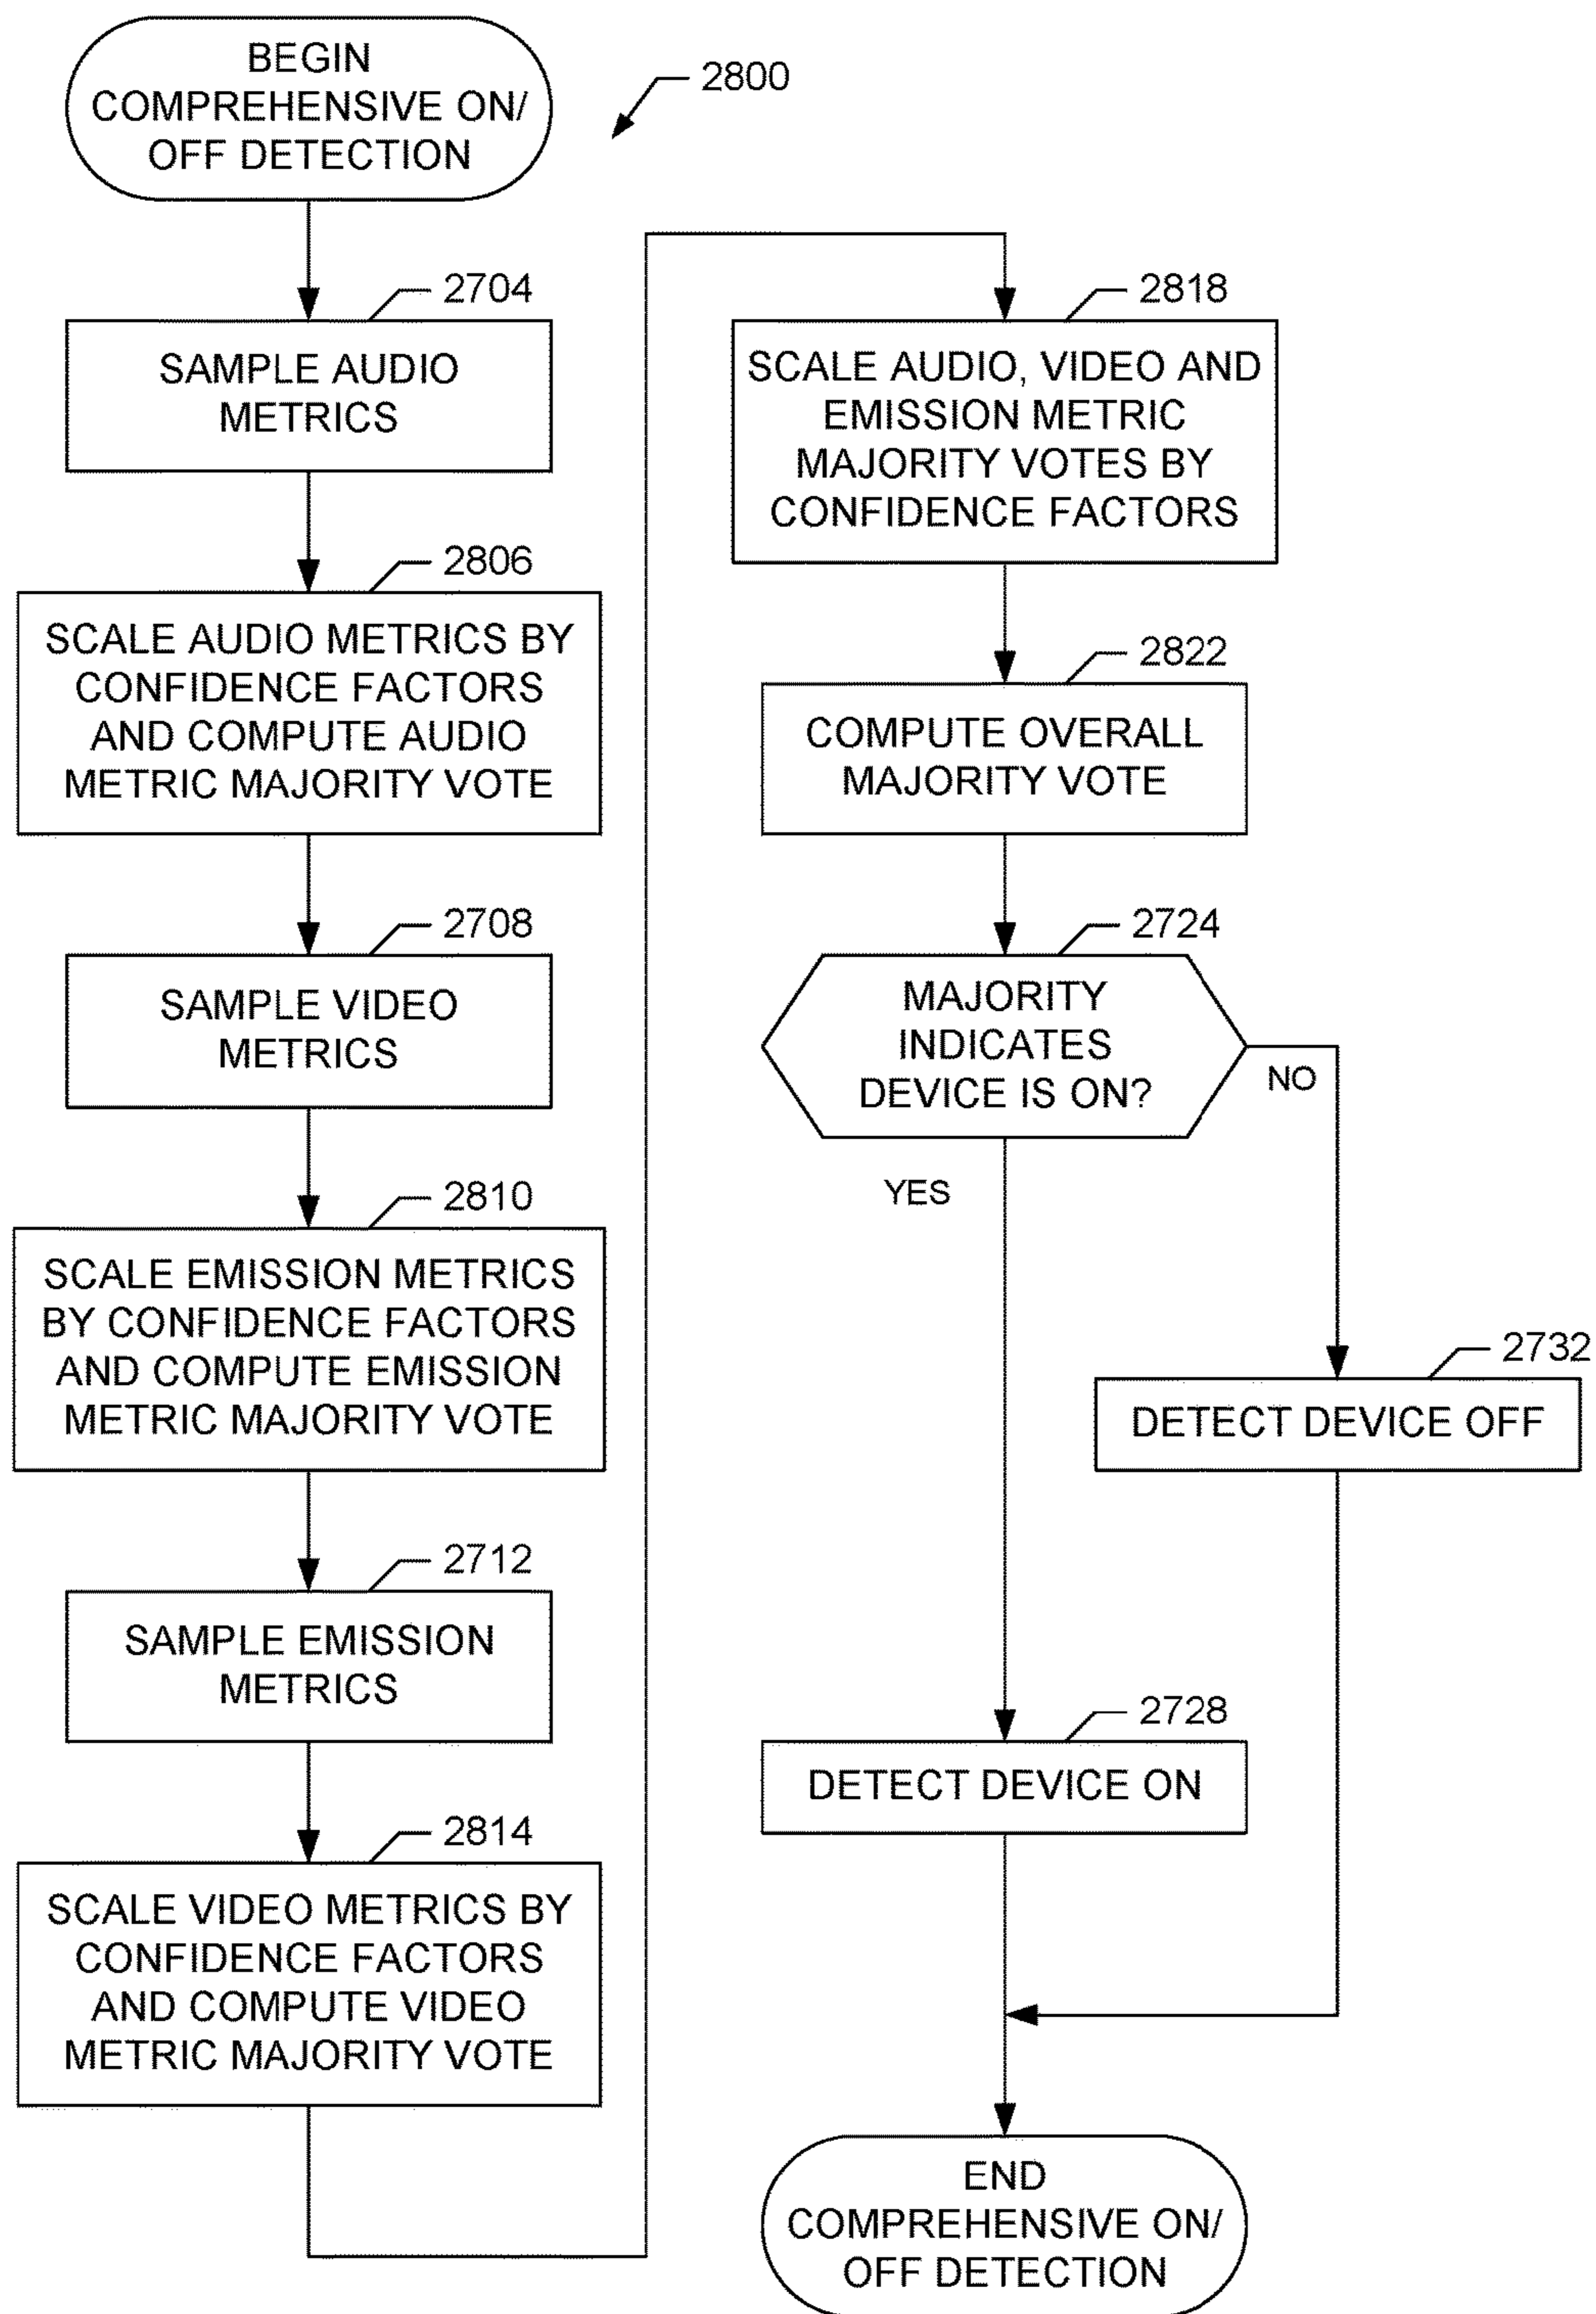 BEGIN
COMPREHENSIVE ON/
OFF DETECTION
2800
2704
SAMPLE AUDIO
METRICS
2806
SCALE AUDIO METRICS BY
CONFIDENCE FACTORS
AND COMPUTE AUDIO
METRIC MAJORITY VOTE
2708
SAMPLE VIDEO
METRICS
2810
SCALE EMISSION METRICS
BY CONFIDENCE FACTORS
AND COMPUTE EMISSION
METRIC MAJORITY VOTE
2712
SAMPLE EMISSION
METRICS
2814
SCALE VIDEO METRICS BY
CONFIDENCE FACTORS
AND COMPUTE VIDEO
METRIC MAJORITY VOTE
2818
SCALE AUDIO, VIDEO AND
EMISSION METRIC
MAJORITY VOTES BY
CONFIDENCE FACTORS
2822
COMPUTE OVERALL
MAJORITY VOTE
2724
MAJORITY
INDICATES
DEVICE IS ON?
NO
YES
2732
DETECT DEVICE OFF
2728
DETECT DEVICE ON
END
COMPREHENSIVE ON/
OFF DETECTION